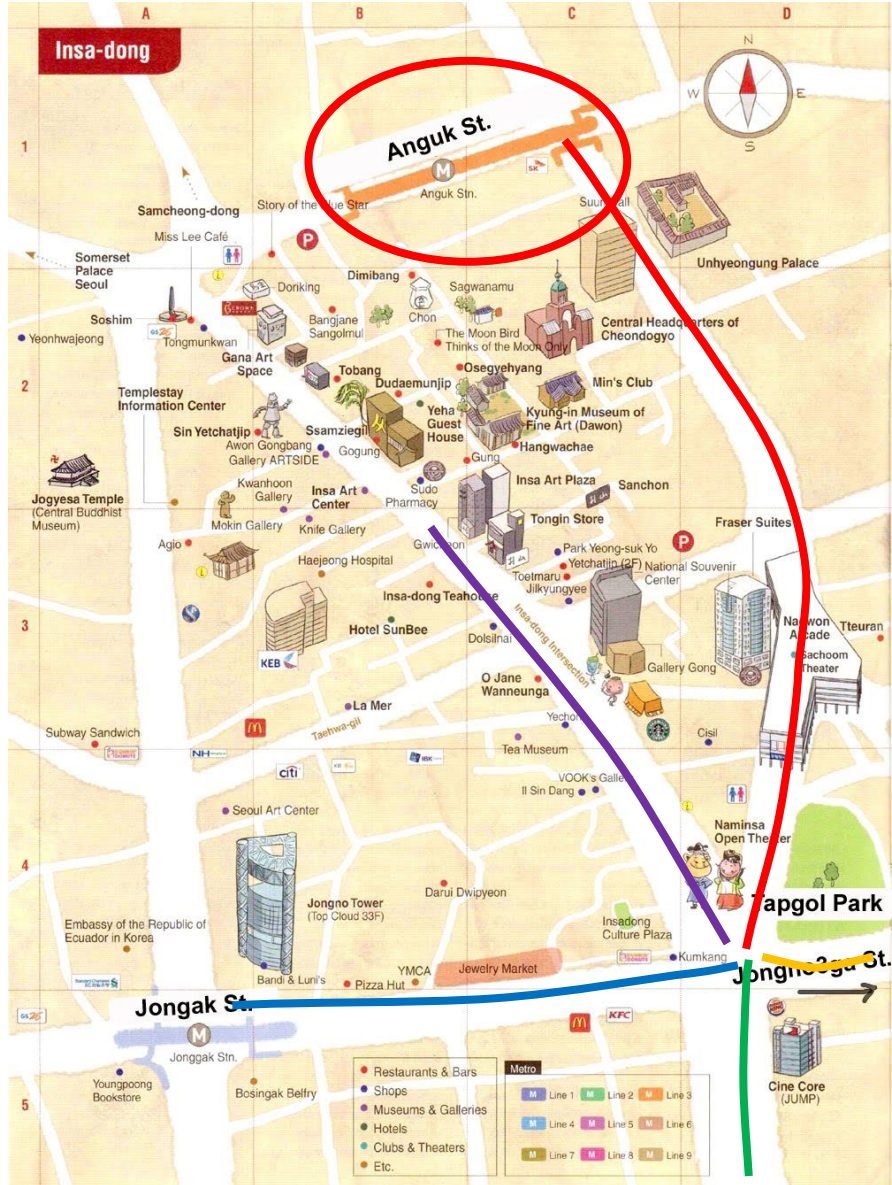 A
B
C
D
Insa-dong
N
W
E
S
1
Anguk St.
M
Anguk Stn.
SK
Samcheong-dong
Story of the Blue Star
Miss Lee Café
P
Unhyeongung Palace
Somerset
Palace
Seoul
Donking
Dimibang
Sagwanamu
Chon
Soshim
GS25
Tongmunkwan
Yeonhwajeong
Bangjane
Sangolmul
The Moon Bird
Thinks of the Moon Only
Central Headquarters of
Cheondogyo
Gana Art
Space
2
Tobang
Osegyehyang
Min's Club
Dudaemunjip
Templestay
Information Center
Yeha
Guest
House
Kyung-in Museum of
Fine Art (Dawon)
Sin Yetchatjip
Ssamziegil
Awon Gongbang
Gallery ARTSIDE
Gogung
Hangwachae
Gung
Jogyesa Temple
(Central Buddhist
Museum)
Kwanhoon
Gallery
Insa Art
Center
Sudo
Pharmacy
Insa Art Plaza
Sanchon
Mokin Gallery
Knife Gallery
Tongin Store
Fraser Suites
Agio
Haejeong Hospital
Park Yeong-suk Yo
Yetchatjip (2F)
Toetmaru
Jilkyungyee
National Souvenir
Center
P
Insa-dong Teahouse
3
Hotel SunBee
Dolsilnai
Insa-dong Intersection
Nagwon
Arcade
Tteuran
Sachoom
Theater
KEB
Gallery Gong
O Jane
Wanneunga
La Mer
Taehwa-gil
Yechon
Subway Sandwich
Cisil
Tea Museum
NH
citi
VOOK's Gallery
Il Sin Dang
Seoul Art Center
Naminsa
Open Theater
4
Jongno Tower
(Top Cloud 33F)
Darui Dwipyeon
Tapgol Park
Embassy of the Republic of
Ecuador in Korea
Insadong
Culture Plaza
Kumkang
Jewelry Market
YMCA
Bandi & Luni's
Pizza Hut
Jongno3ga St.
Jongak St.
GS25
M
Jonggak Stn.
KFC
BURGER KING
Cine Core
(JUMP)
Youngpoong
Bookstore
Bosingak Belfry
5
Restaurants & Bars
Shops
Museums & Galleries
Hotels
Clubs & Theaters
Etc.
Metro
M Line 1 M Line 2 M Line 3
M Line 4 M Line 5 M Line 6
M Line 7 M Line 8 M Line 9